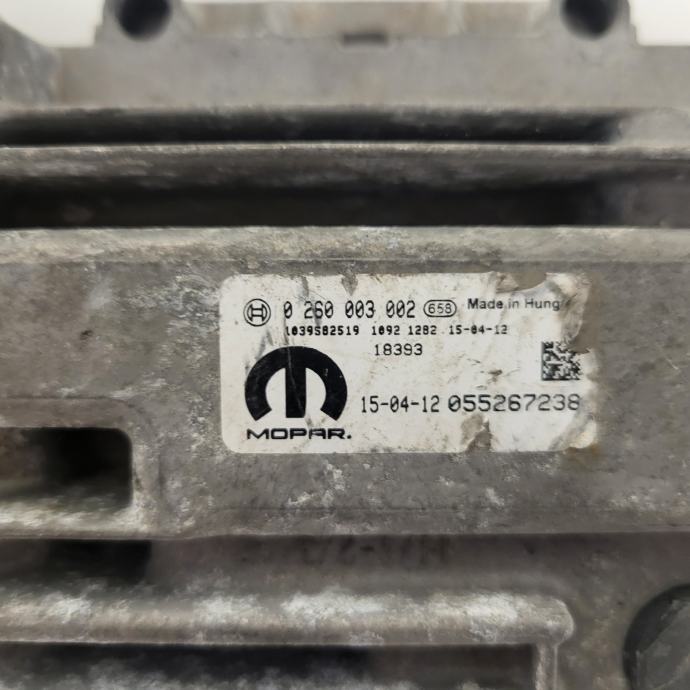 0 260 003 002 658 Made in Hung
1039S82519 1092 1282 15-04-12
18393
15-04-12 055267238
MOPAR.